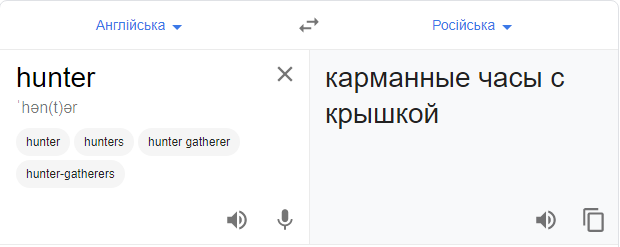 Англійська
Російська
hunter
ˈhən(t)ər
hunter hunters hunter gatherer
hunter-gatherers
карманные часы с
крышкой